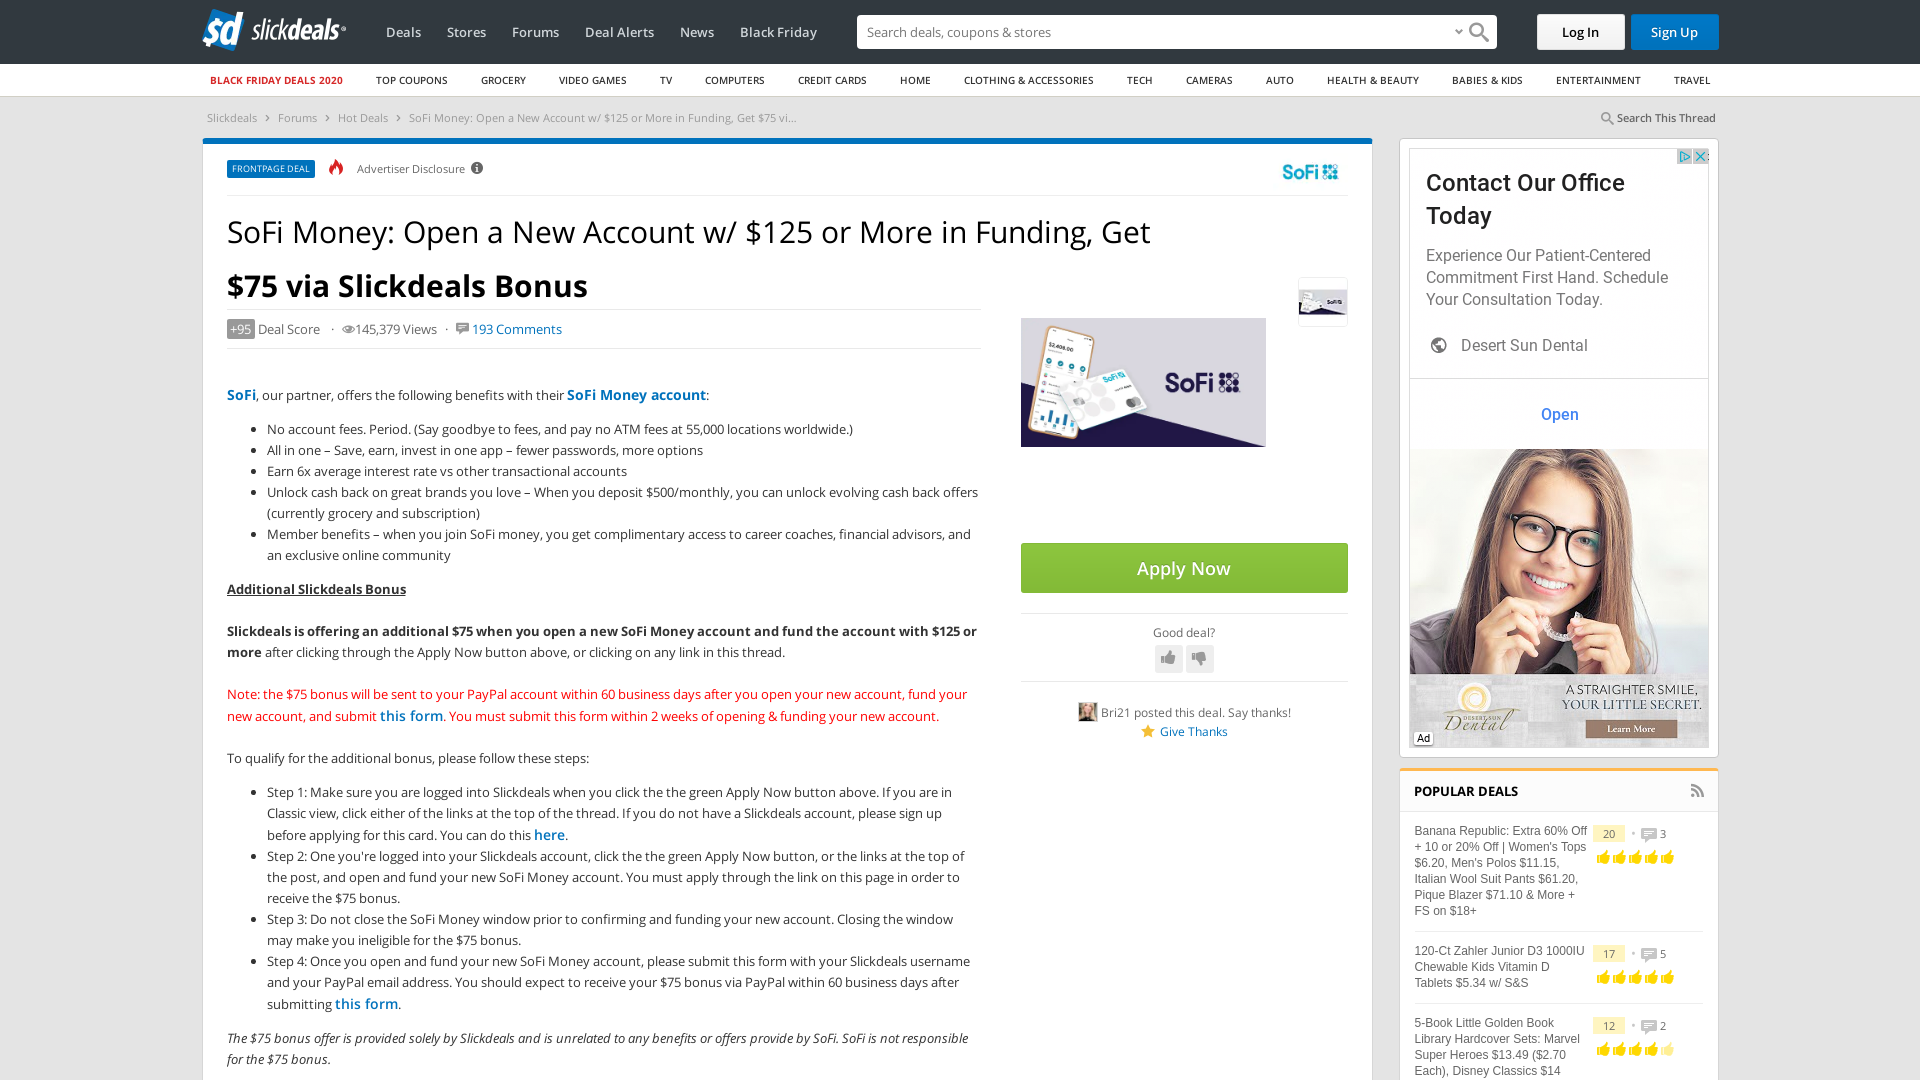 slickdeals
Deals
Stores
Forums
Deal Alerts
News
Black Friday
Search deals, coupons & stores
Log In
Sign Up
BLACK FRIDAY DEALS 2020
TOP COUPONS
GROCERY
VIDEO GAMES
TV
COMPUTERS
CREDIT CARDS
HOME
CLOTHING & ACCESSORIES
TECH
CAMERAS
AUTO
HEALTH & BEAUTY
BABIES & KIDS
ENTERTAINMENT
TRAVEL
Slickdeals › Forums › Hot Deals › SoFi Money: Open a New Account w/ $125 or More in Funding, Get $75 vi...
Search This Thread
FRONTPAGE DEAL
Advertiser Disclosure
SoFi
SoFi Money: Open a New Account w/ $125 or More in Funding, Get
$75 via Slickdeals Bonus
+95 Deal Score · 145,379 Views · 193 Comments
SoFi, our partner, offers the following benefits with their SoFi Money account:
• No account fees. Period. (Say goodbye to fees, and pay no ATM fees at 55,000 locations worldwide.)
• All in one – Save, earn, invest in one app – fewer passwords, more options
• Earn 6x average interest rate vs other transactional accounts
• Unlock cash back on great brands you love – When you deposit $500/monthly, you can unlock evolving cash back offers
(currently grocery and subscription)
• Member benefits – when you join SoFi money, you get complimentary access to career coaches, financial advisors, and
an exclusive online community
Additional Slickdeals Bonus
Slickdeals is offering an additional $75 when you open a new SoFi Money account and fund the account with $125 or
more after clicking through the Apply Now button above, or clicking on any link in this thread.
Note: the $75 bonus will be sent to your PayPal account within 60 business days after you open your new account, fund your
new account, and submit this form. You must submit this form within 2 weeks of opening & funding your new account.
To qualify for the additional bonus, please follow these steps:
• Step 1: Make sure you are logged into Slickdeals when you click the the green Apply Now button above. If you are in
Classic view, click either of the links at the top of the thread. If you do not have a Slickdeals account, please sign up
before applying for this card. You can do this here.
• Step 2: One you're logged into your Slickdeals account, click the the green Apply Now button, or the links at the top of
the post, and open and fund your new SoFi Money account. You must apply through the link on this page in order to
receive the $75 bonus.
• Step 3: Do not close the SoFi Money window prior to confirming and funding your new account. Closing the window
may make you ineligible for the $75 bonus.
• Step 4: Once you open and fund your new SoFi Money account, please submit this form with your Slickdeals username
and your PayPal email address. You should expect to receive your $75 bonus via PayPal within 60 business days after
submitting this form.
The $75 bonus offer is provided solely by Slickdeals and is unrelated to any benefits or offers provide by SoFi. SoFi is not responsible
for the $75 bonus.
$2,408.00
SoFi
SoFi
Apply Now
Good deal?
Bri21 posted this deal. Say thanks!
Give Thanks
Contact Our Office
Today
Experience Our Patient-Centered
Commitment First Hand. Schedule
Your Consultation Today.
Desert Sun Dental
Open
A STRAIGHTER SMILE,
YOUR LITTLE SECRET.
DESERT SUN
Dental
Learn More
Ad
POPULAR DEALS
Banana Republic: Extra 60% Off
+ 10 or 20% Off | Women's Tops
$6.20, Men's Polos $11.15,
Italian Wool Suit Pants $61.20,
Pique Blazer $71.10 & More +
FS on $18+
20 • 3
120-Ct Zahler Junior D3 1000IU
Chewable Kids Vitamin D
Tablets $5.34 w/ S&S
17 • 5
5-Book Little Golden Book
Library Hardcover Sets: Marvel
Super Heroes $13.49 ($2.70
Each), Disney Classics $14
12 • 2